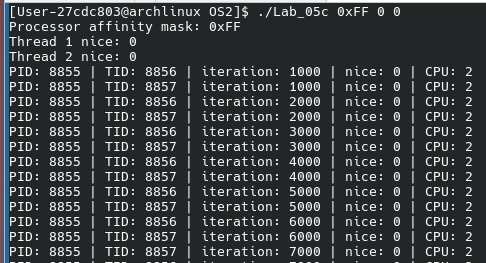 [User-27cdc803@archlinux OS2]$ ./Lab_05c 0xFF 0 0
Processor affinity mask: 0xFF
Thread 1 nice: 0
Thread 2 nice: 0
PID: 8855 | TID: 8856 | iteration: 1000 | nice: 0 | CPU: 2
PID: 8855 | TID: 8857 | iteration: 1000 | nice: 0 | CPU: 2
PID: 8855 | TID: 8856 | iteration: 2000 | nice: 0 | CPU: 2
PID: 8855 | TID: 8857 | iteration: 2000 | nice: 0 | CPU: 2
PID: 8855 | TID: 8856 | iteration: 3000 | nice: 0 | CPU: 2
PID: 8855 | TID: 8857 | iteration: 3000 | nice: 0 | CPU: 2
PID: 8855 | TID: 8856 | iteration: 4000 | nice: 0 | CPU: 2
PID: 8855 | TID: 8857 | iteration: 4000 | nice: 0 | CPU: 2
PID: 8855 | TID: 8856 | iteration: 5000 | nice: 0 | CPU: 2
PID: 8855 | TID: 8857 | iteration: 5000 | nice: 0 | CPU: 2
PID: 8855 | TID: 8856 | iteration: 6000 | nice: 0 | CPU: 2
PID: 8855 | TID: 8857 | iteration: 6000 | nice: 0 | CPU: 2
PID: 8855 | TID: 8857 | iteration: 7000 | nice: 0 | CPU: 2